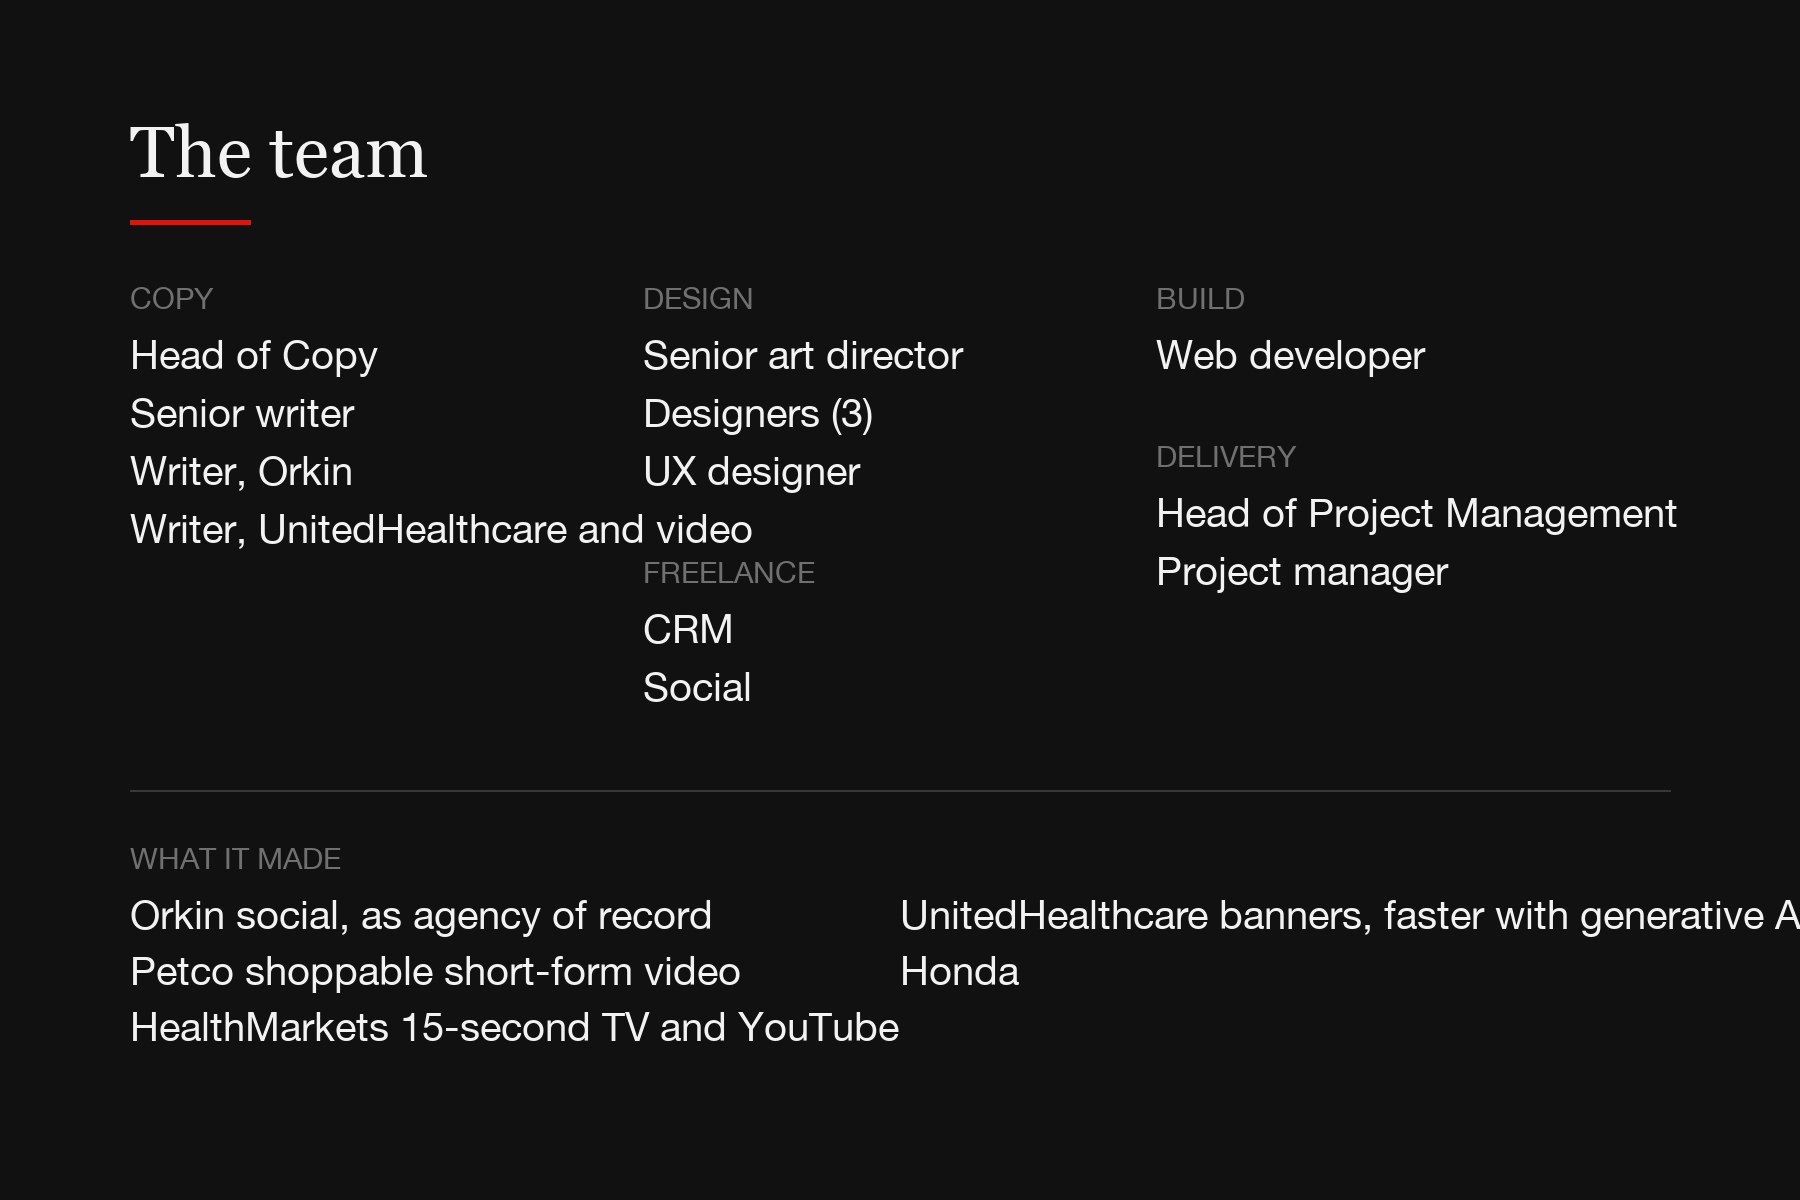 The team
COPY
Head of Copy
Senior writer
Writer, Orkin
Writer, UnitedHealthcare and video
DESIGN
Senior art director
Designers (3)
UX designer
FREELANCE
CRM
Social
BUILD
Web developer
DELIVERY
Head of Project Management
Project manager
WHAT IT MADE
Orkin social, as agency of record
Petco shoppable short-form video
HealthMarkets 15-second TV and YouTube
UnitedHealthcare banners, faster with generative A
Honda